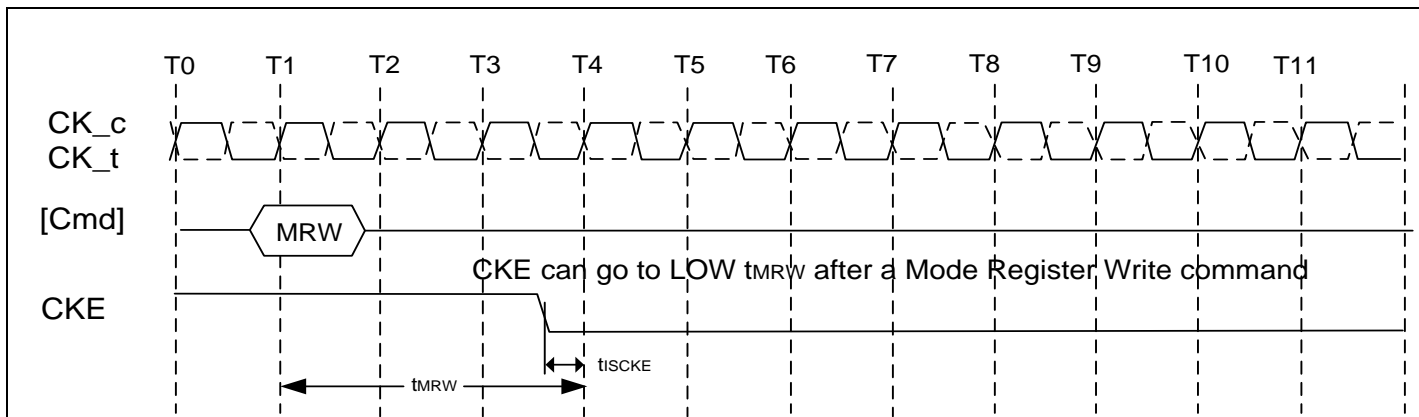 T0 T1 T2 T3 T4 T5 T6 T7 T8 T9 T10 T11
CK_c
CK_t
[Cmd]
MRW
CKE can go to LOW tMRW after a Mode Register Write command
CKE
tISCKE
tMRW